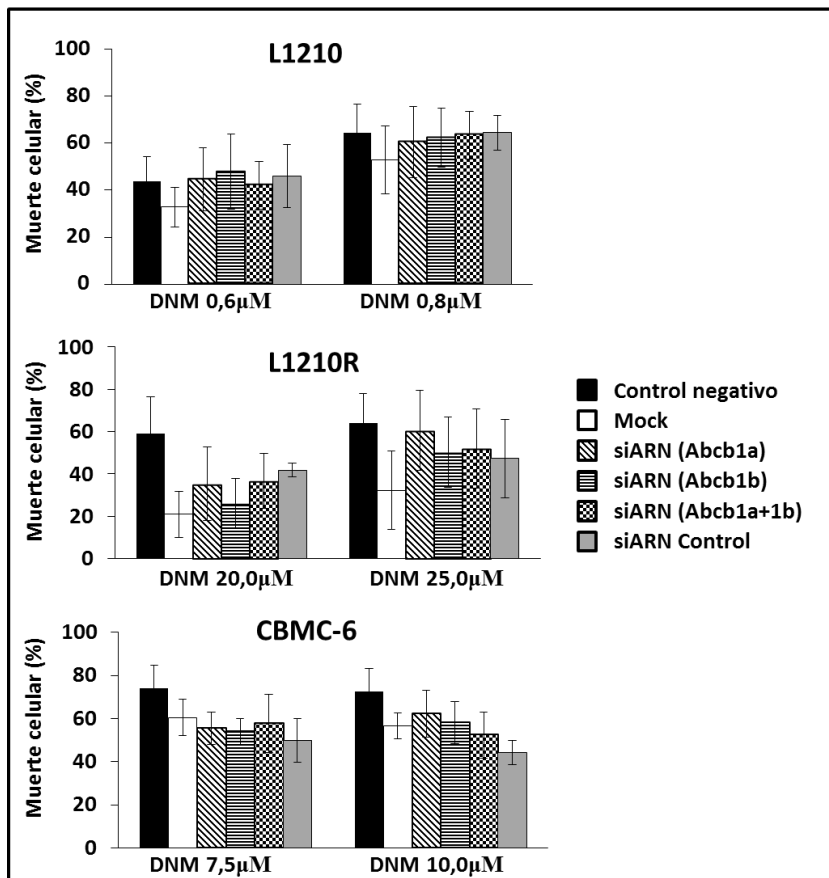 L1210
Muerte celular (%)
100
80
60
40
20
0
DNM 0,6µM
DNM 0,8µM
L1210R
Muerte celular (%)
100
80
60
40
20
0
DNM 20,0µM
DNM 25,0µM
Control negativo
Mock
siARN (Abcb1a)
siARN (Abcb1b)
siARN (Abcb1a+1b)
siARN Control
CBMC-6
Muerte celular (%)
100
80
60
40
20
0
DNM 7,5µM
DNM 10,0µM